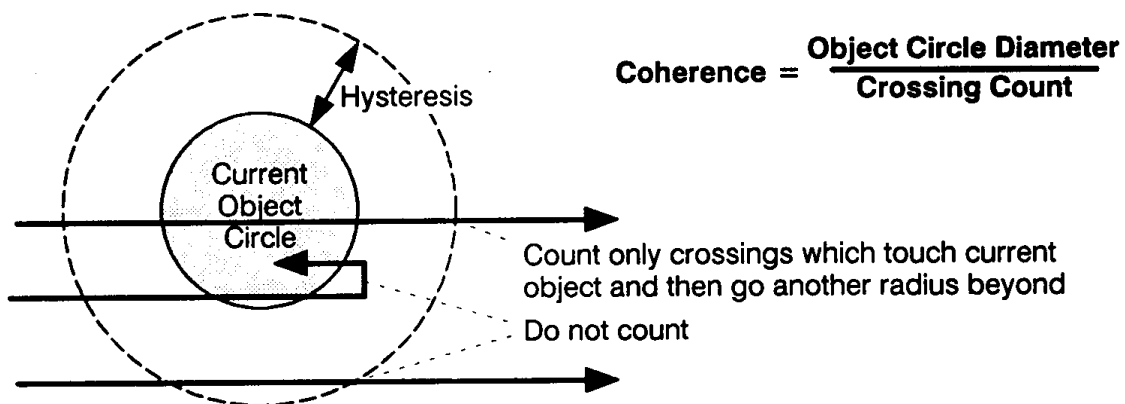 Coherence = Object Circle Diameter
Crossing Count
Hysteresis
Current
Object
Circle
Count only crossings which touch current
object and then go another radius beyond
Do not count